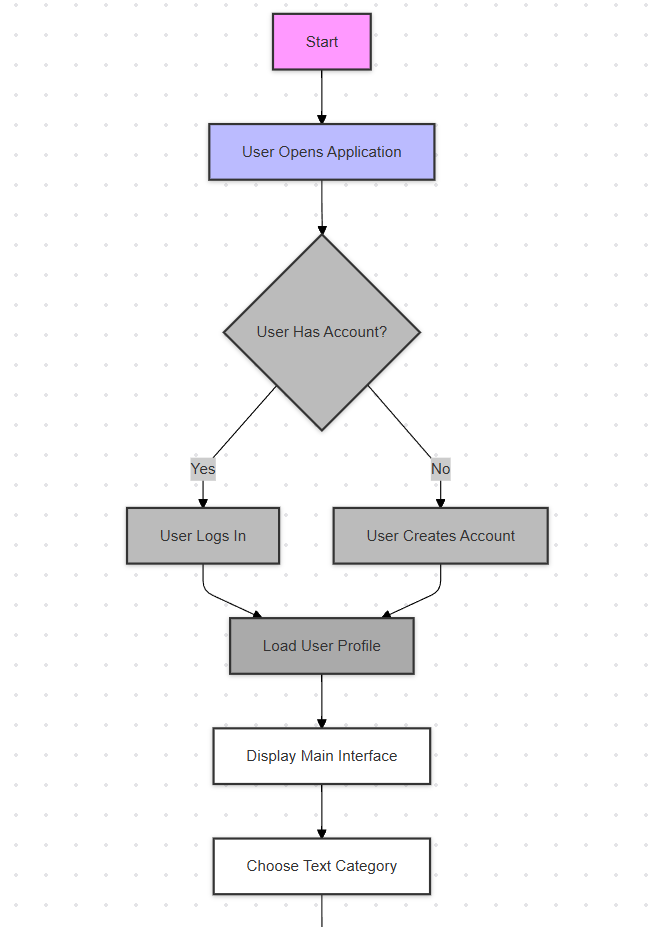 Start
User Opens Application
User Has Account?
Yes
No
User Logs In
User Creates Account
Load User Profile
Display Main Interface
Choose Text Category